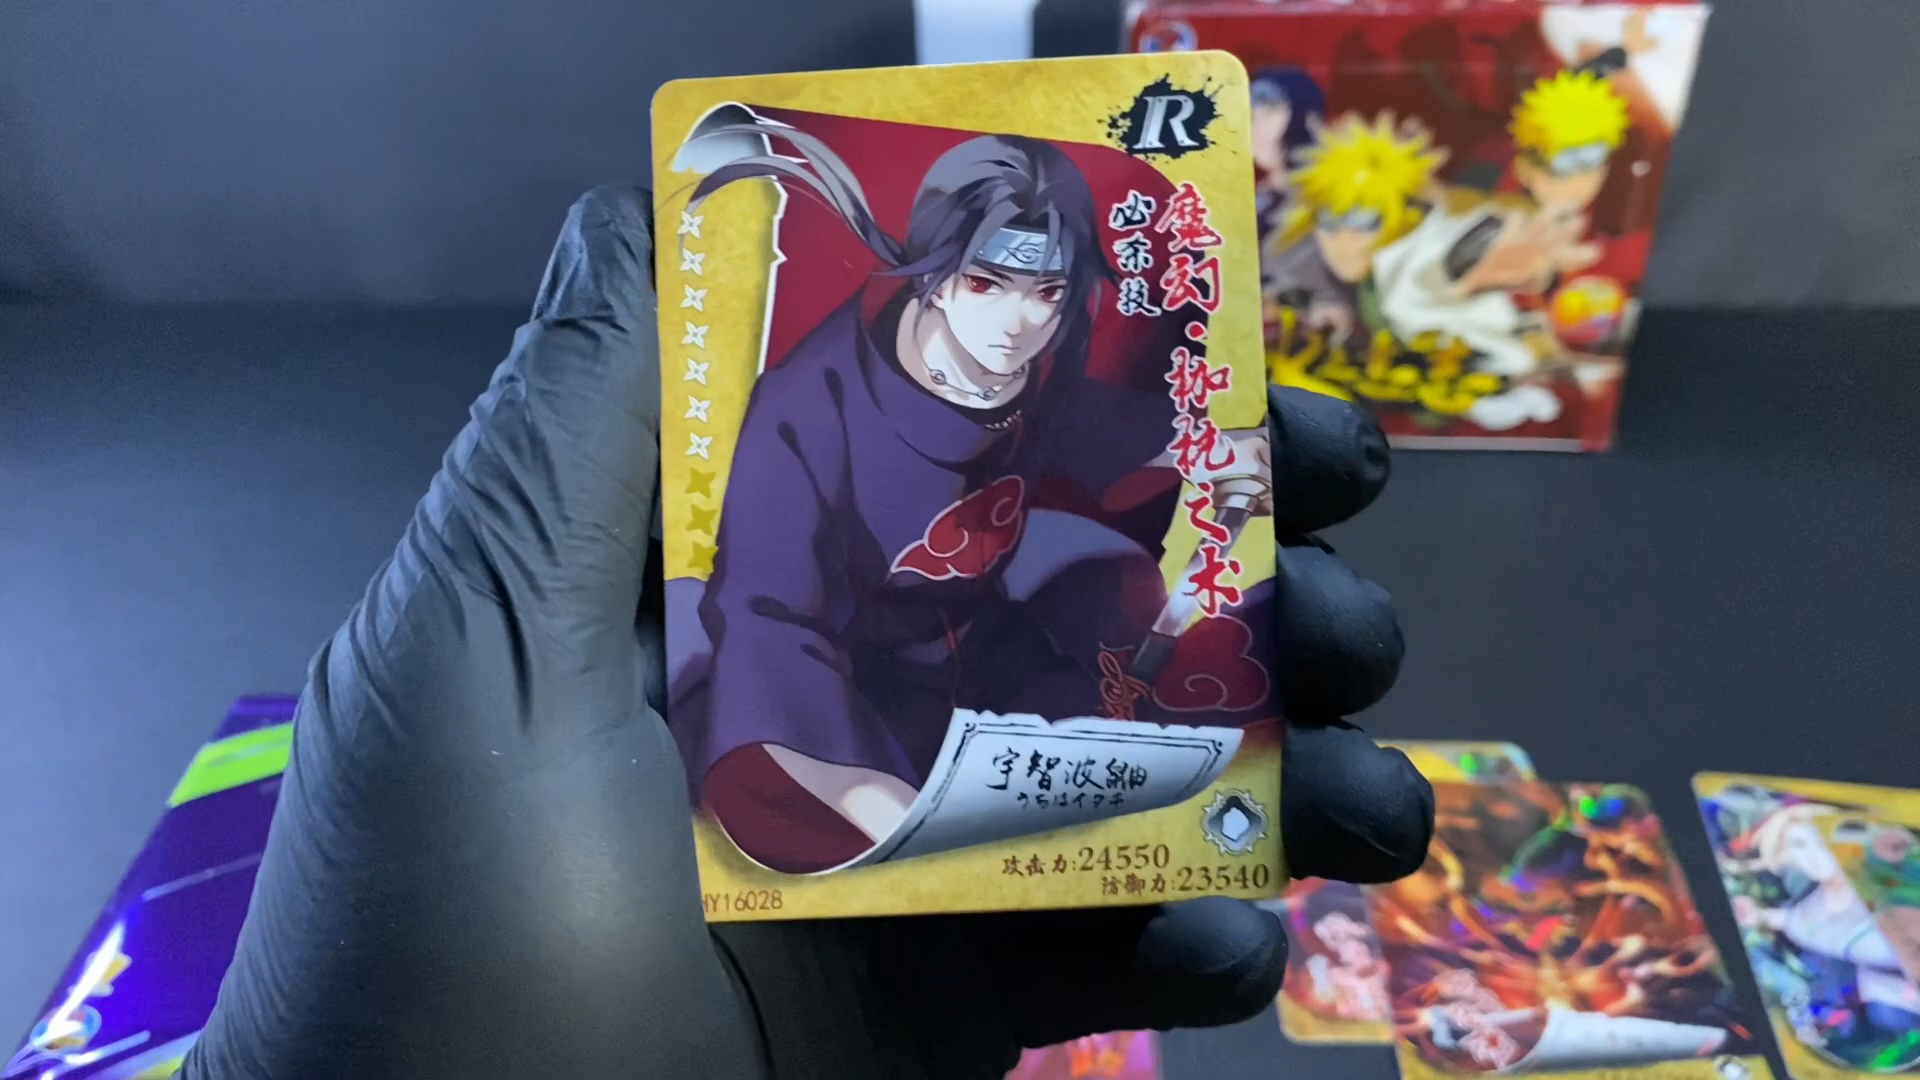 R
必杀技
魔幻·枷杭之术
宇智波鼬
うちはイタチ
攻击力:24550
防御力:23540
HY16028